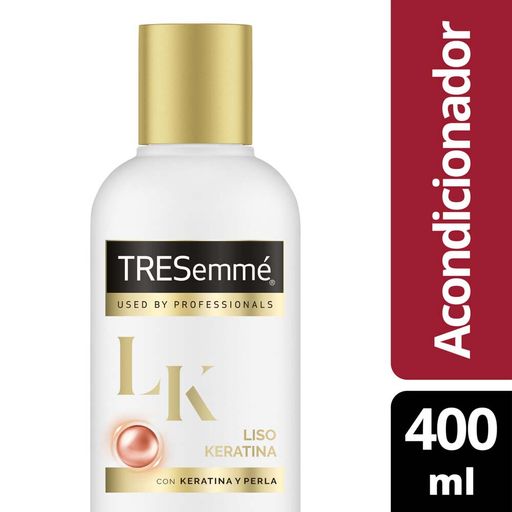 TRESemmé®
USED BY PROFESSIONALS
LK
LISO
KERATINA
CON KERATINA Y PERLA
Acondicionador
400
ml